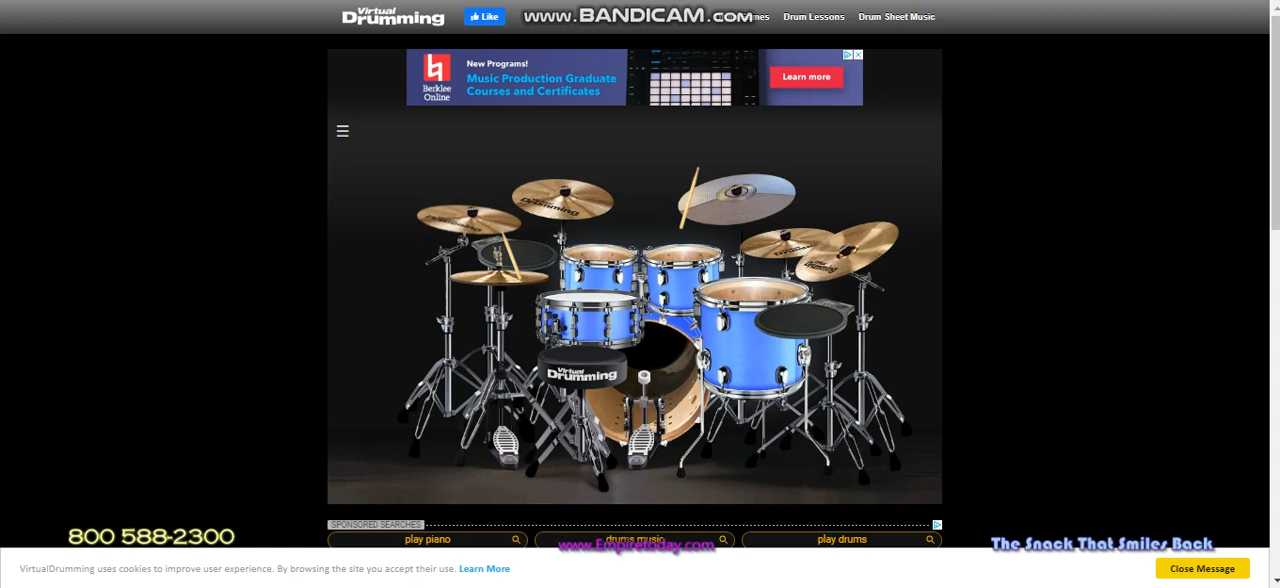 Virtual
Drumming
Like
www.BANDICAM.com
mes
Drum Lessons
Drum Sheet Music
New Programs!
Music Production Graduate
Courses and Certificates
Berklee
Online
Learn more
Drumming
Drumming
Drumming
Virtual
Drumming
SPONSORED SEARCHES
play piano
drums music
play drums
800 588-2300
www.Empiretoday.com
The Snack That Smiles Back
VirtualDrumming uses cookies to improve user experience. By browsing the site you accept their use. Learn More
Close Message